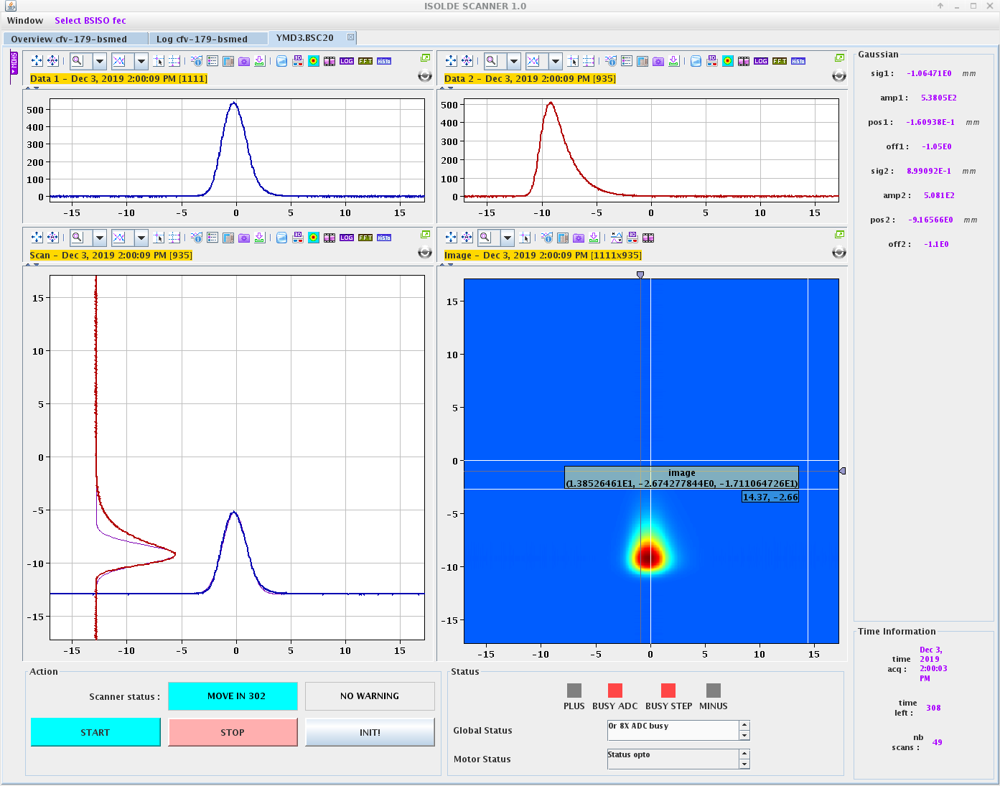 ISOLDE SCANNER 1.0
Window Select BSISO fec
Overview cfv-179-bsmed Log cfv-179-bsmed YMD3.BSC20
SHOW
3D LOG FFT HISTO
Data 1 - Dec 3, 2019 2:00:09 PM [1111]
500
400
300
200
100
0
-15 -10 -5 0 5 10 15
3D LOG FFT HISTO
Data 2 - Dec 3, 2019 2:00:09 PM [935]
500
400
300
200
100
0
-15 -10 -5 0 5 10 15
3D LOG FFT HISTO
Scan - Dec 3, 2019 2:00:09 PM [935]
15
10
5
0
-5
-10
-15
-15 -10 -5 0 5 10 15
3D
Image - Dec 3, 2019 2:00:09 PM [1111x935]
15
10
5
0
-5
-10
-15
image
(1.38526461E1, -2.674277844E0, -1.711064726E1)
14.37, -2.66
-15 -10 -5 0 5 10 15
Gaussian
sig1 : -1.06471E0 mm
amp1 : 5.3805E2
pos1 : -1.60938E-1 mm
off1 : -1.05E0
sig2 : 8.99092E-1 mm
amp2 : 5.081E2
pos2 : -9.16566E0 mm
off2 : -1.1E0
Time Information
time acq : Dec 3, 2019 2:00:03 PM
time left : 308
nb scans : 49
Action
Scanner status : MOVE IN 302 NO WARNING
START STOP INIT!
Status
PLUS BUSY ADC BUSY STEP MINUS
Global Status Or 8X ADC busy
Motor Status Status opto